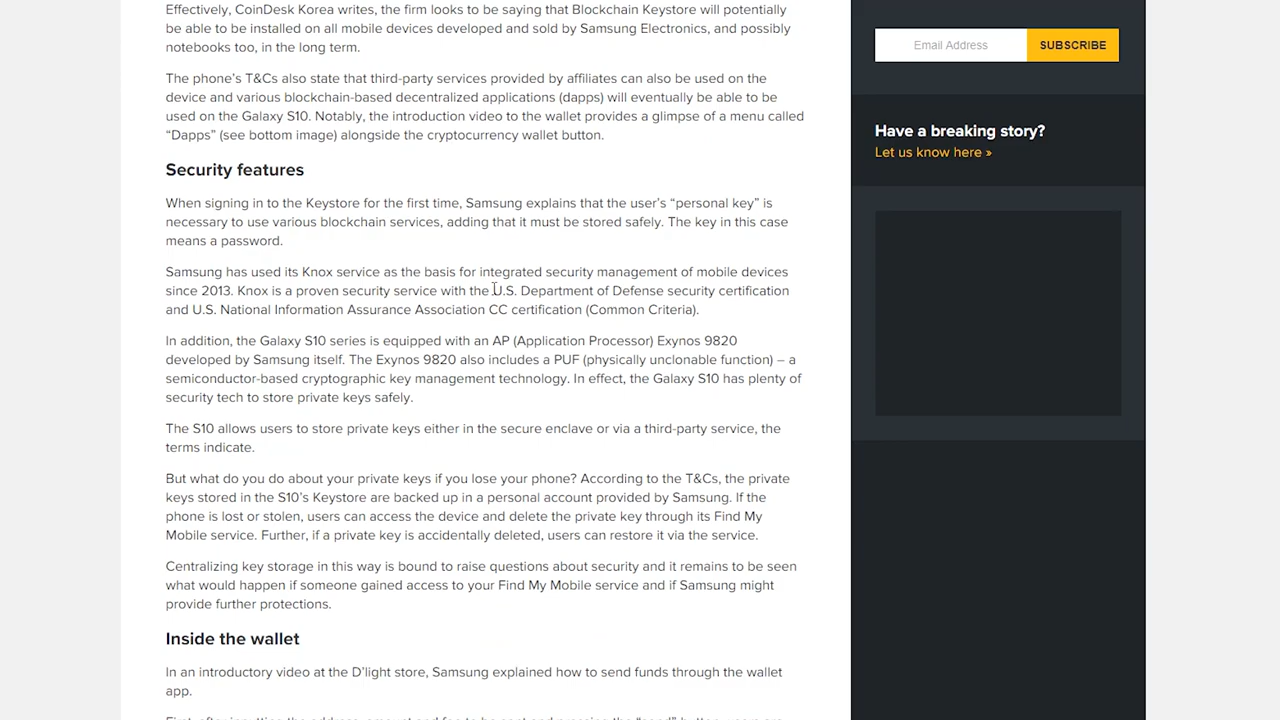 Effectively, CoinDesk Korea writes, the firm looks to be saying that Blockchain Keystore will potentially
be able to be installed on all mobile devices developed and sold by Samsung Electronics, and possibly
notebooks too, in the long term.
The phone’s T&Cs also state that third-party services provided by affiliates can also be used on the
device and various blockchain-based decentralized applications (dapps) will eventually be able to be
used on the Galaxy S10. Notably, the introduction video to the wallet provides a glimpse of a menu called
“Dapps” (see bottom image) alongside the cryptocurrency wallet button.
Security features
When signing in to the Keystore for the first time, Samsung explains that the user’s “personal key” is
necessary to use various blockchain services, adding that it must be stored safely. The key in this case
means a password.
Samsung has used its Knox service as the basis for integrated security management of mobile devices
since 2013. Knox is a proven security service with the U.S. Department of Defense security certification
and U.S. National Information Assurance Association CC certification (Common Criteria).
In addition, the Galaxy S10 series is equipped with an AP (Application Processor) Exynos 9820
developed by Samsung itself. The Exynos 9820 also includes a PUF (physically unclonable function) – a
semiconductor-based cryptographic key management technology. In effect, the Galaxy S10 has plenty of
security tech to store private keys safely.
The S10 allows users to store private keys either in the secure enclave or via a third-party service, the
terms indicate.
But what do you do about your private keys if you lose your phone? According to the T&Cs, the private
keys stored in the S10’s Keystore are backed up in a personal account provided by Samsung. If the
phone is lost or stolen, users can access the device and delete the private key through its Find My
Mobile service. Further, if a private key is accidentally deleted, users can restore it via the service.
Centralizing key storage in this way is bound to raise questions about security and it remains to be seen
what would happen if someone gained access to your Find My Mobile service and if Samsung might
provide further protections.
Inside the wallet
In an introductory video at the D’light store, Samsung explained how to send funds through the wallet
app.
Email Address
SUBSCRIBE
Have a breaking story?
Let us know here »